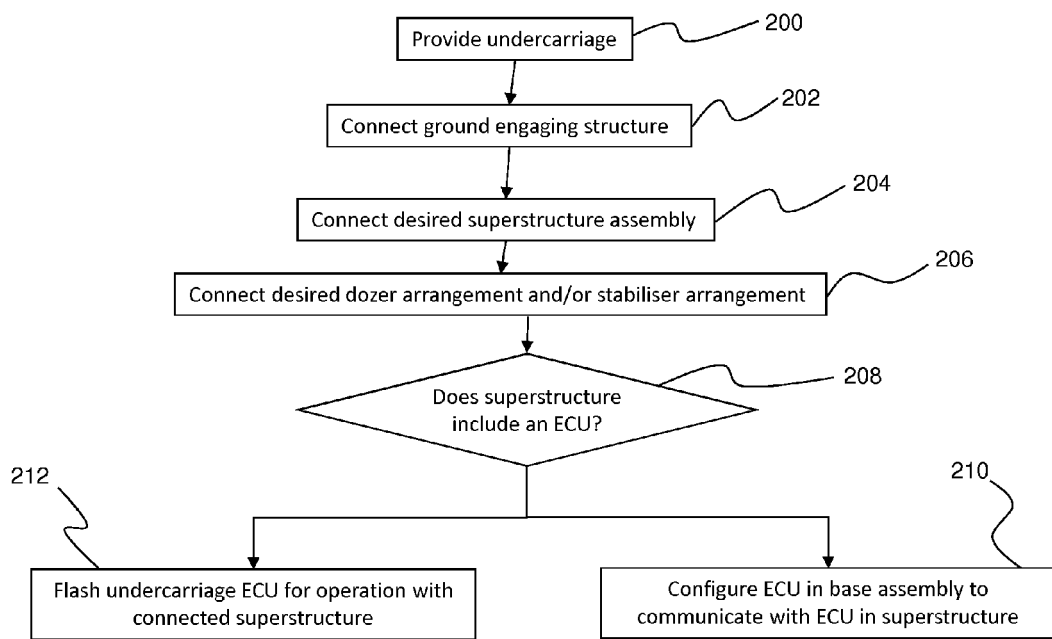 200
Provide undercarriage
202
Connect ground engaging structure
204
Connect desired superstructure assembly
206
Connect desired dozer arrangement and/or stabiliser arrangement
208
Does superstructure
include an ECU?
212
210
Flash undercarriage ECU for operation with
connected superstructure
Configure ECU in base assembly to
communicate with ECU in superstructure